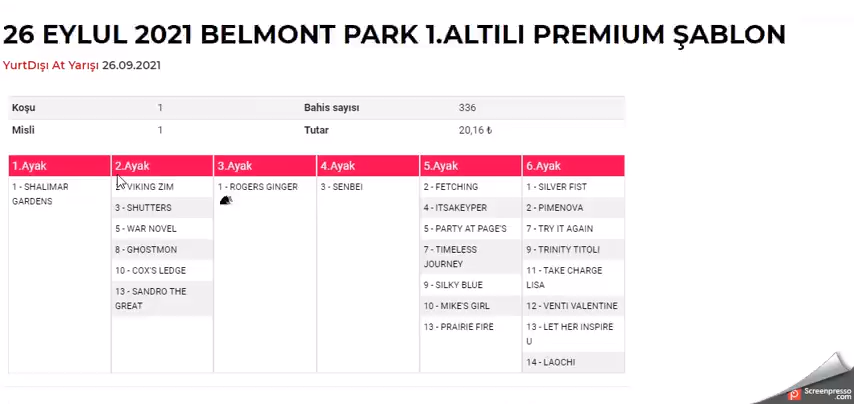 26 EYLUL 2021 BELMONT PARK 1.ALTILI PREMIUM ŞABLON
YurtDışı At Yarışı 26.09.2021
Koşu 1 Bahis sayısı 336
Misli 1 Tutar 20,16 ₺
1.Ayak 2.Ayak 3.Ayak 4.Ayak 5.Ayak 6.Ayak
1 - SHALIMAR
GARDENS
VIKING ZIM
3 - SHUTTERS
5 - WAR NOVEL
8 - GHOSTMON
10 - COX'S LEDGE
13 - SANDRO THE
GREAT
1 - ROGERS GINGER
3 - SENBEI
2 - FETCHING
4 - ITSAKEYPER
5 - PARTY AT PAGE'S
7 - TIMELESS
JOURNEY
9 - SILKY BLUE
10 - MIKE'S GIRL
13 - PRAIRIE FIRE
1 - SILVER FIST
2 - PIMENOVA
7 - TRY IT AGAIN
9 - TRINITY TITOLI
11 - TAKE CHARGE
LISA
12 - VENTI VALENTINE
13 - LET HER INSPIRE
U
14 - LAOCHI
Screenpresso
.com